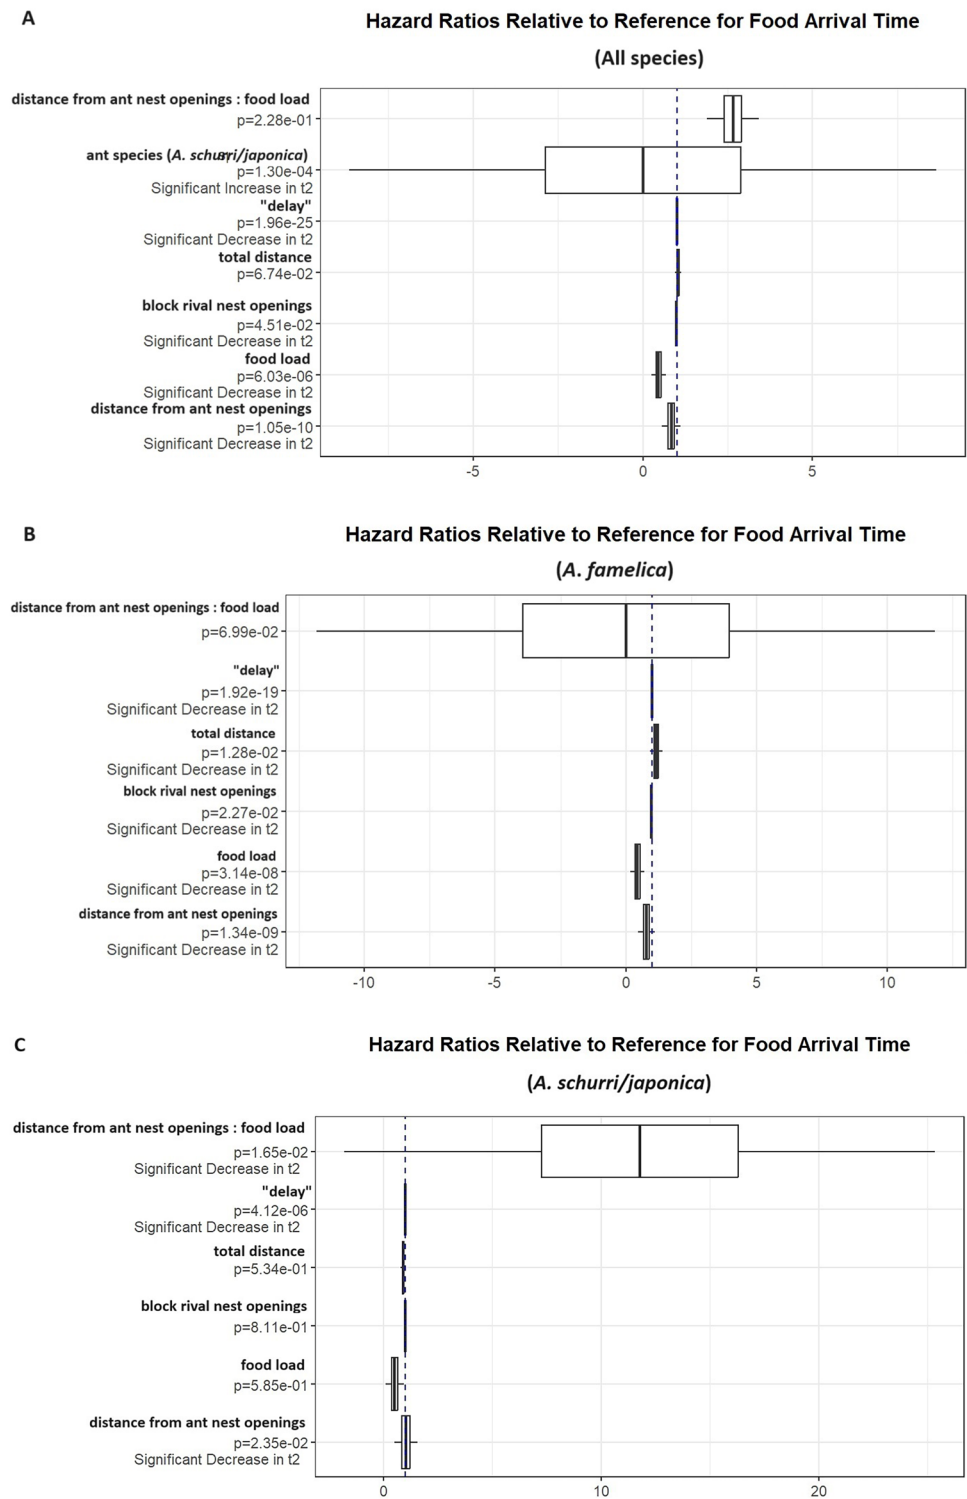 A
Hazard Ratios Relative to Reference for Food Arrival Time
(All species)
distance from ant nest openings : food load
p=2.28e-01
ant species (A. schurri/japonica)
p=1.30e-04
Significant Increase in t2
"delay"
p=1.96e-25
Significant Decrease in t2
total distance
p=6.74e-02
block rival nest openings
p=4.51e-02
Significant Decrease in t2
food load
p=6.03e-06
Significant Decrease in t2
distance from ant nest openings
p=1.05e-10
Significant Decrease in t2
-5 0 5
B
Hazard Ratios Relative to Reference for Food Arrival Time
(A. famelica)
distance from ant nest openings : food load
p=6.99e-02
"delay"
p=1.92e-19
Significant Decrease in t2
total distance
p=1.28e-02
Significant Decrease in t2
block rival nest openings
p=2.27e-02
Significant Decrease in t2
food load
p=3.14e-08
Significant Decrease in t2
distance from ant nest openings
p=1.34e-09
Significant Decrease in t2
-10 -5 0 5 10
C
Hazard Ratios Relative to Reference for Food Arrival Time
(A. schurri/japonica)
distance from ant nest openings : food load
p=1.65e-02
Significant Decrease in t2
"delay"
p=4.12e-06
Significant Decrease in t2
total distance
p=5.34e-01
block rival nest openings
p=8.11e-01
food load
p=5.85e-01
distance from ant nest openings
p=2.35e-02
Significant Decrease in t2
0 10 20